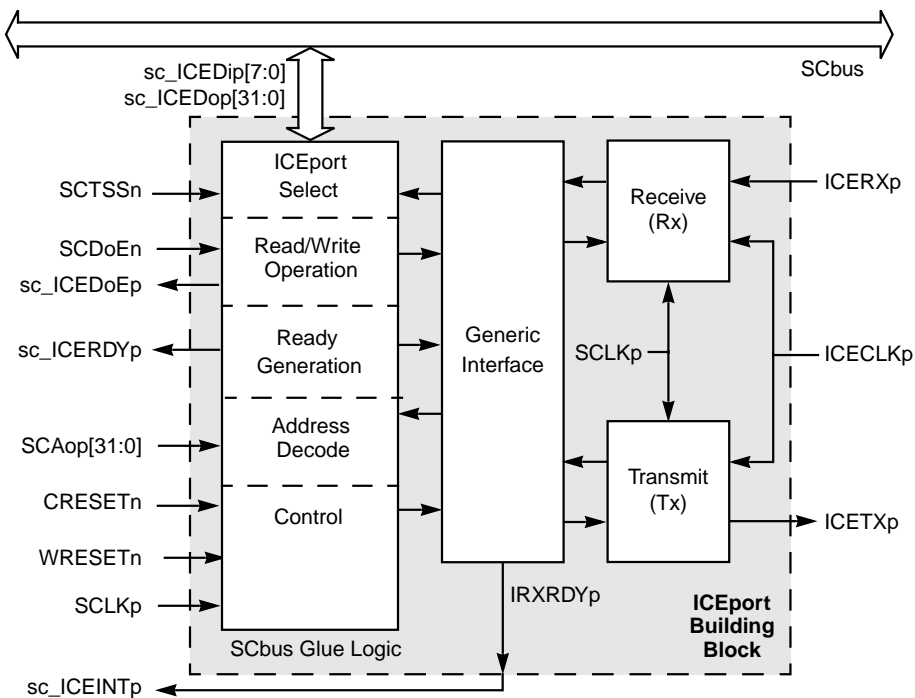 SCbus
sc_ICEDip[7:0]
sc_ICEDop[31:0]
SCTSSn
SCDoEn
sc_ICEDoEp
sc_ICERDYp
SCAop[31:0]
CRESETn
WRESETn
SCLKp
sc_ICEINTp
ICEport
Select
Read/Write
Operation
Ready
Generation
Address
Decode
Control
SCbus Glue Logic
Generic
Interface
IRXRDYp
Receive
(Rx)
SCLKp
Transmit
(Tx)
ICERXp
ICECLKp
ICETXp
ICEport
Building
Block